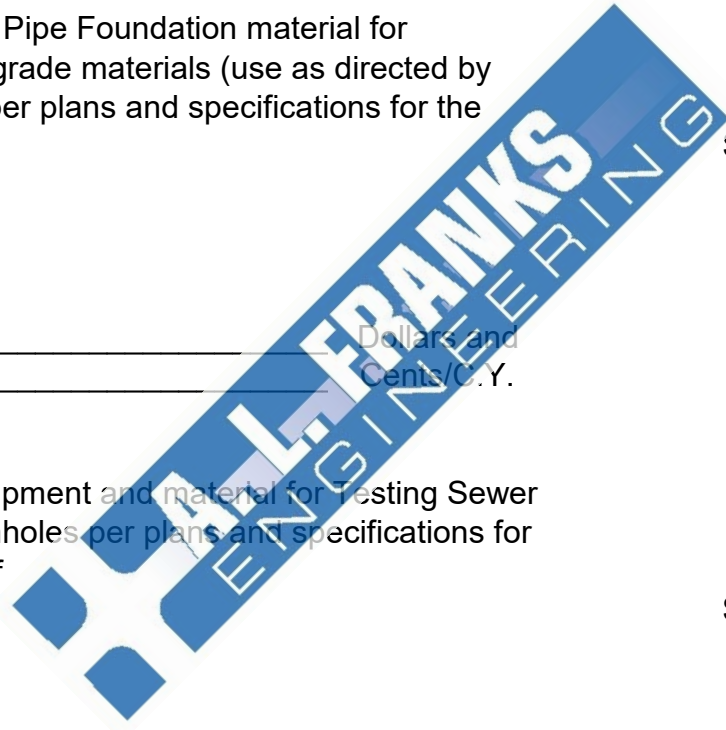 Pipe Foundation material for
grade materials (use as directed by
per plans and specifications for the
A. L. FRANKS
ENGINEERING
Dollars and
Cents/C.Y.
pment and material for Testing Sewer
holes per plans and specifications for